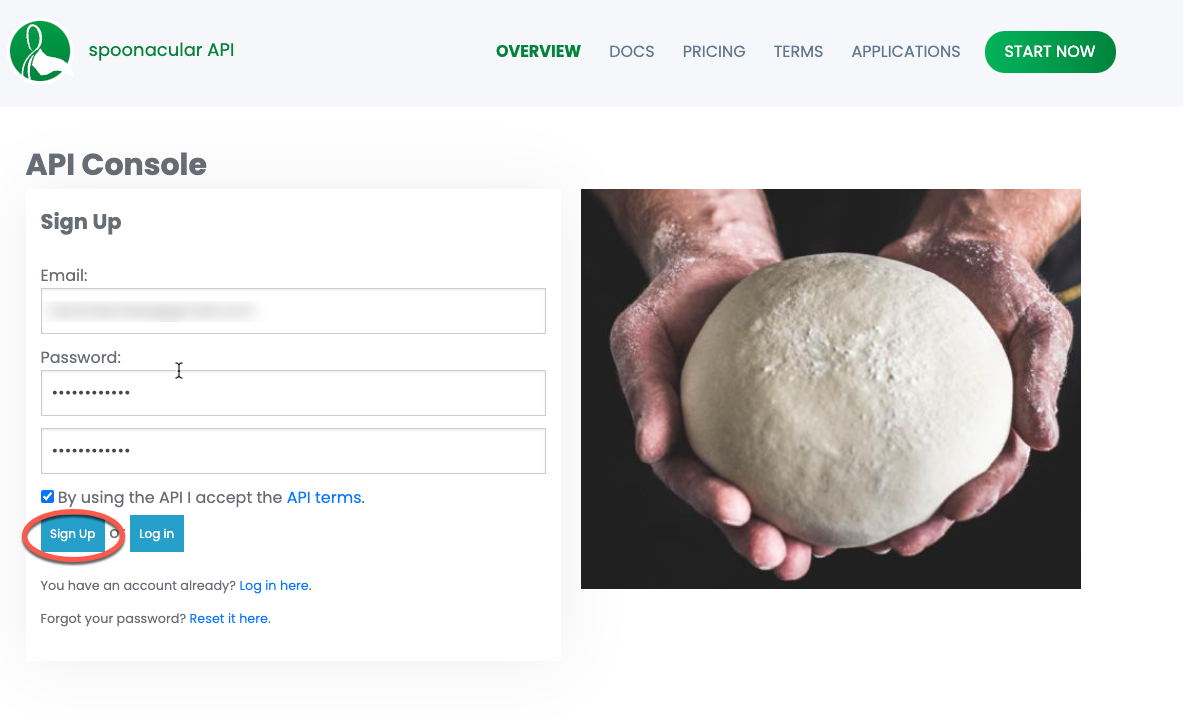 spoonacular API
OVERVIEW DOCS PRICING TERMS APPLICATIONS START NOW
API Console
Sign Up
Email:
Password:
••••••••••••
••••••••••••
By using the API I accept the API terms.
Sign Up or Log in
You have an account already? Log in here.
Forgot your password? Reset it here.